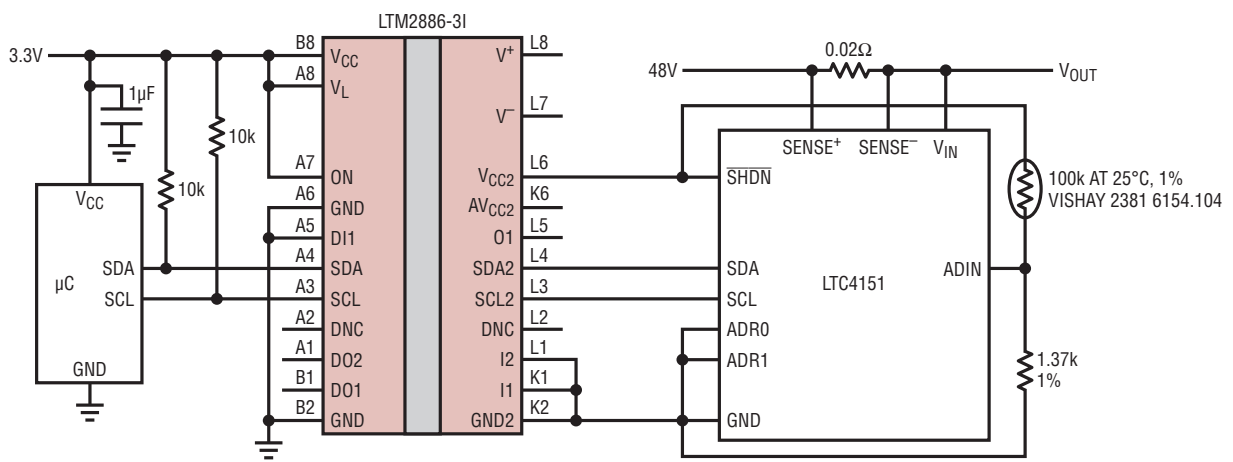 LTM2886-3I
3.3V
B8
VCC
V+
L8
A8
VL
1µF
10k
10k
V−
L7
A7
ON
VCC2
L6
A6
GND
AVCC2
K6
A5
DI1
O1
L5
A4
SDA
SDA2
L4
A3
SCL
SCL2
L3
A2
DNC
DNC
L2
A1
DO2
I2
L1
B1
DO1
I1
K1
B2
GND
GND2
K2
VCC
µC
SDA
SCL
GND
48V
0.02Ω
VOUT
SENSE+
SENSE−
VIN
SHDN
SDA
SCL
ADR0
ADR1
GND
LTC4151
ADIN
100k AT 25°C, 1%
VISHAY 2381 6154.104
1.37k
1%